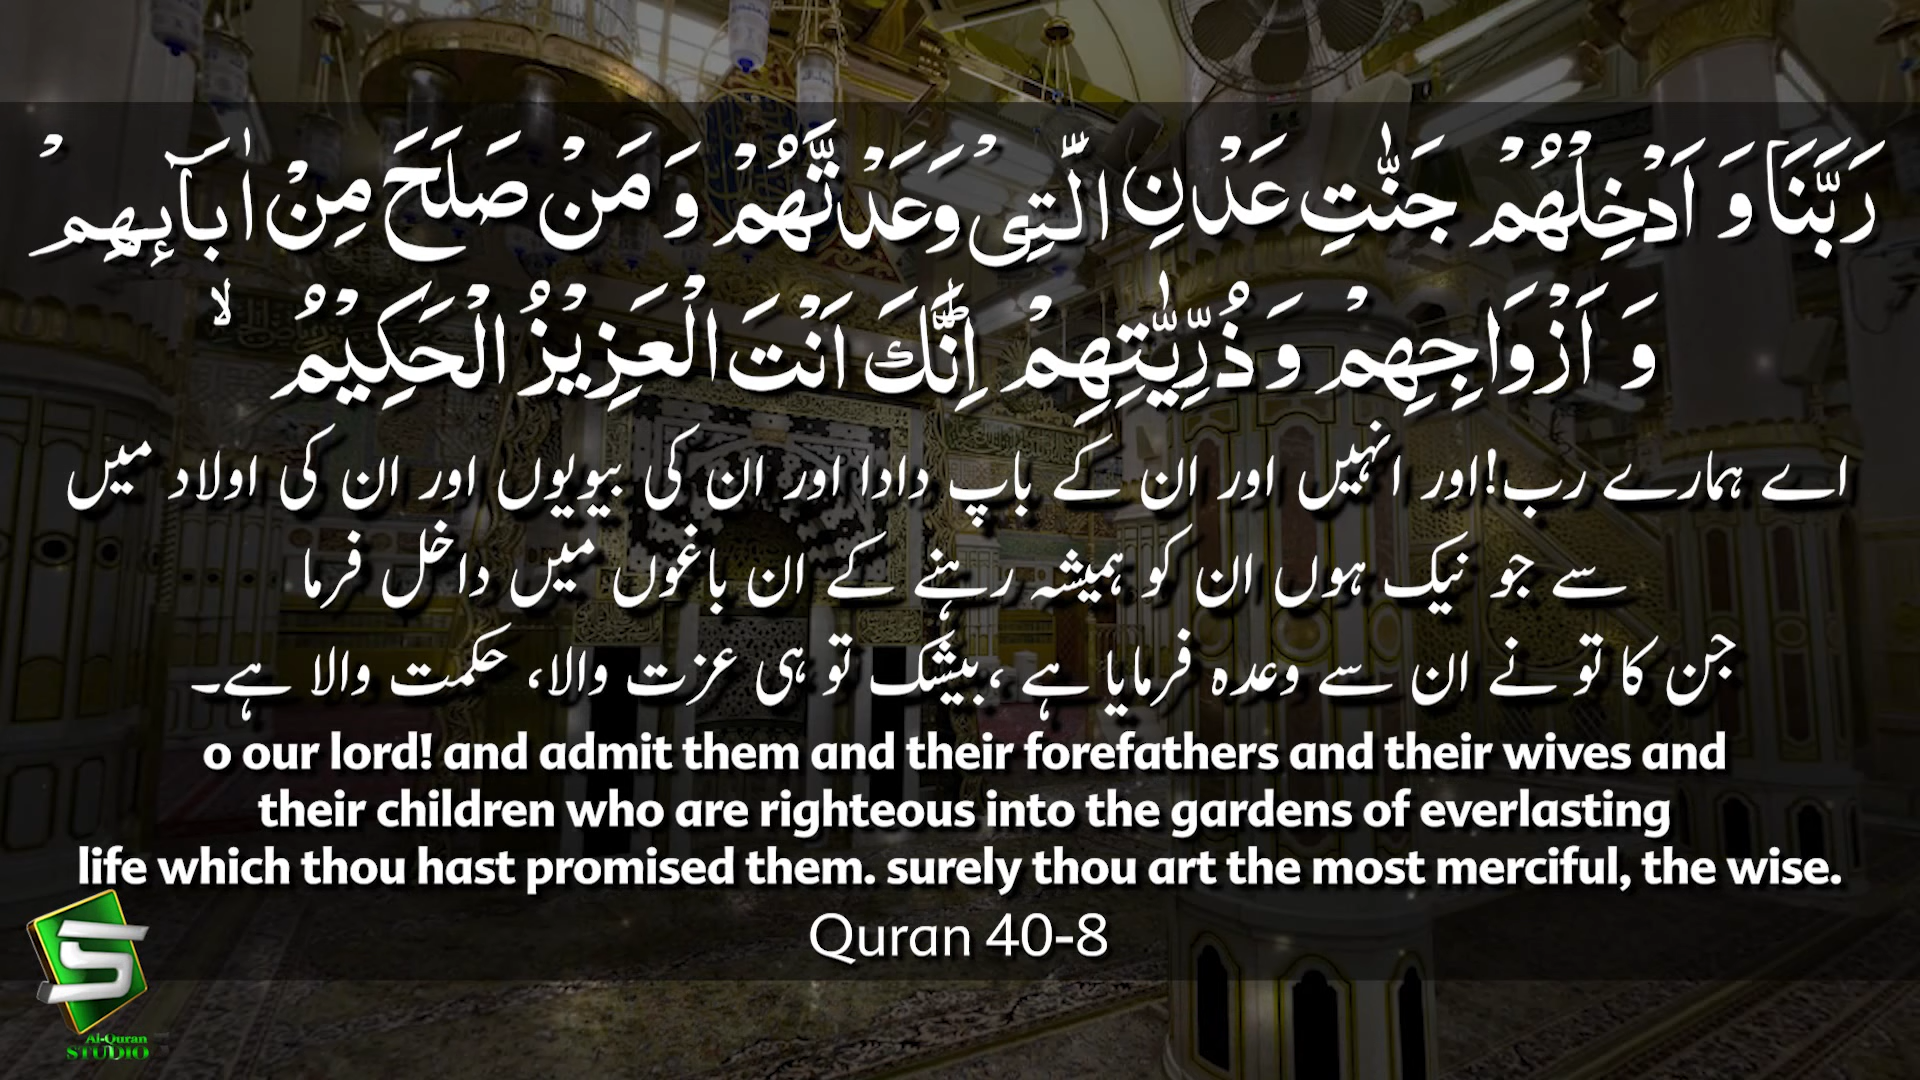 رَبَّنَا وَ اَدْخِلْهُمْ جَنّٰتِ عَدْنِ الَّتِیْ وَعَدْتَّهُمْ وَ مَنْ صَلَحَ مِنْ اٰبَآىٕهِمْ
وَ اَزْوَاجِهِمْ وَ ذُرِّیّٰتِهِمْؕ اِنَّكَ اَنْتَ الْعَزِیْزُ الْحَكِیْمُۙ
اے ہمارے رب!اور انہیں اور ان کے باپ دادا اور ان کی بیویوں اور ان کی اولاد میں
سے جو نیک ہوں ان کو ہمیشہ رہنے کے ان باغوں میں داخل فرما
جن کا تو نے ان سے وعدہ فرمایا ہے ،بیشک تو ہی عزت والا، حکمت والا ہے۔
o our lord! and admit them and their forefathers and their wives and
their children who are righteous into the gardens of everlasting
life which thou hast promised them. surely thou art the most merciful, the wise.
Quran 40-8
S
Al-Quran
STUDIO